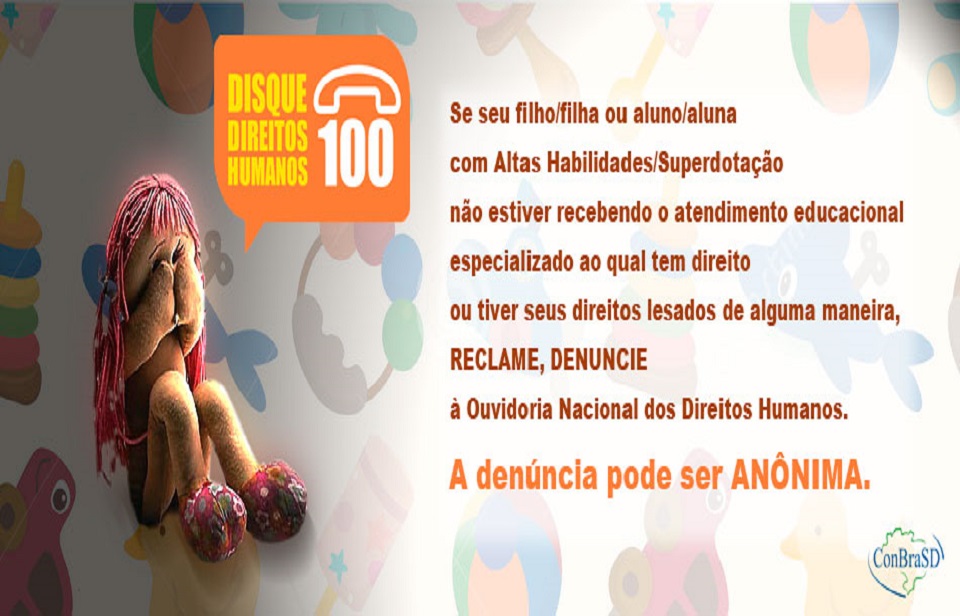 DISQUE
DIREITOS
HUMANOS
100
Se seu filho/filha ou aluno/aluna
com Altas Habilidades/Superdotação
não estiver recebendo o atendimento educacional
especializado ao qual tem direito
ou tiver seus direitos lesados de alguma maneira,
RECLAME, DENUNCIE
à Ouvidoria Nacional dos Direitos Humanos.
A denúncia pode ser ANÔNIMA.
ConBraSD